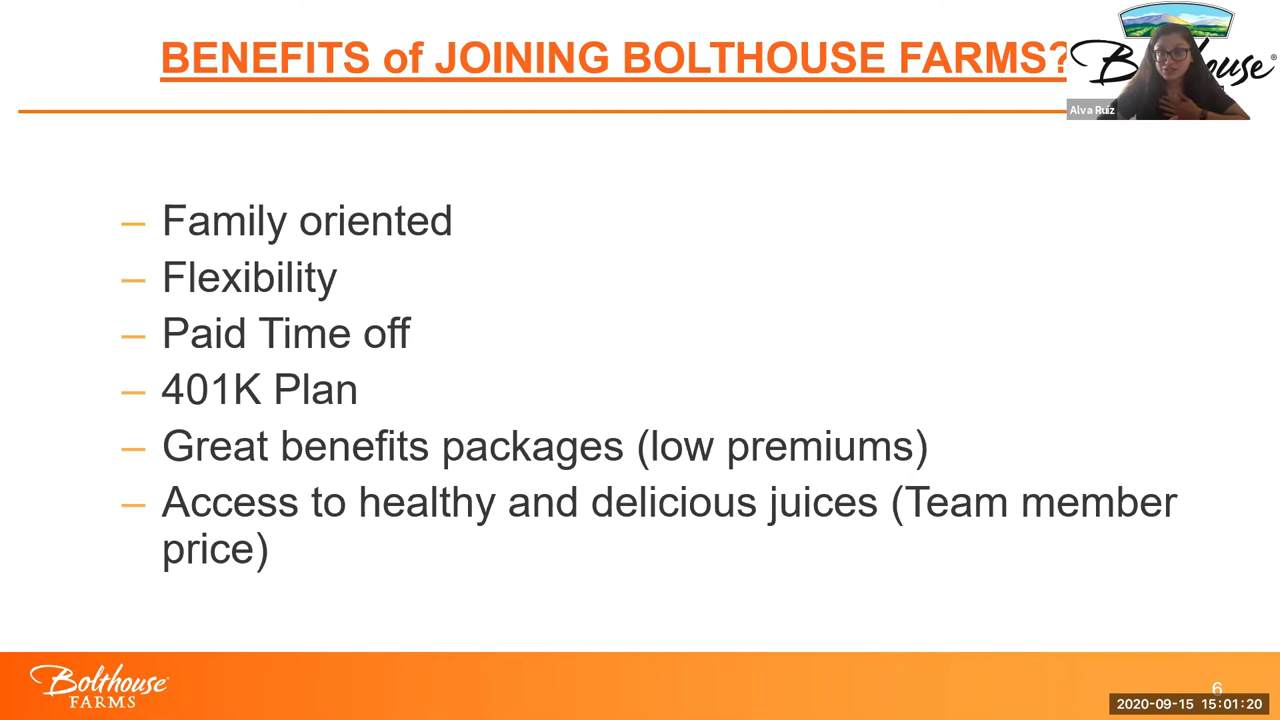 BENEFITS of JOINING BOLTHOUSE FARMS?
Alva Ruiz
– Family oriented
– Flexibility
– Paid Time off
– 401K Plan
– Great benefits packages (low premiums)
– Access to healthy and delicious juices (Team member
price)
Bolthouse
FARMS
6
2020-09-15 15:01:20